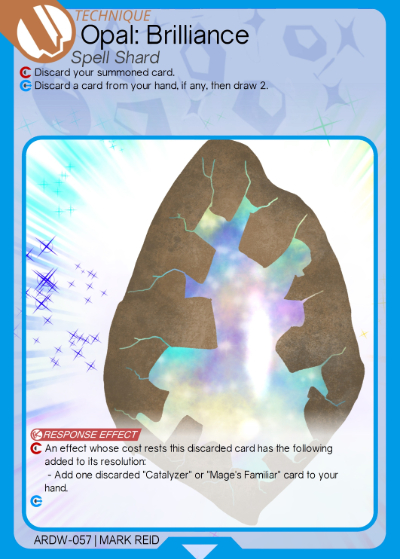 TECHNIQUE
Opal: Brilliance
Spell Shard
Discard your summoned card.
Discard a card from your hand, if any, then draw 2.
RESPONSE EFFECT
An effect whose cost rests this discarded card has the following
added to its resolution:
- Add one discarded "Catalyzer" or "Mage's Familiar" card to your
hand.
ARDW-057 | MARK REID